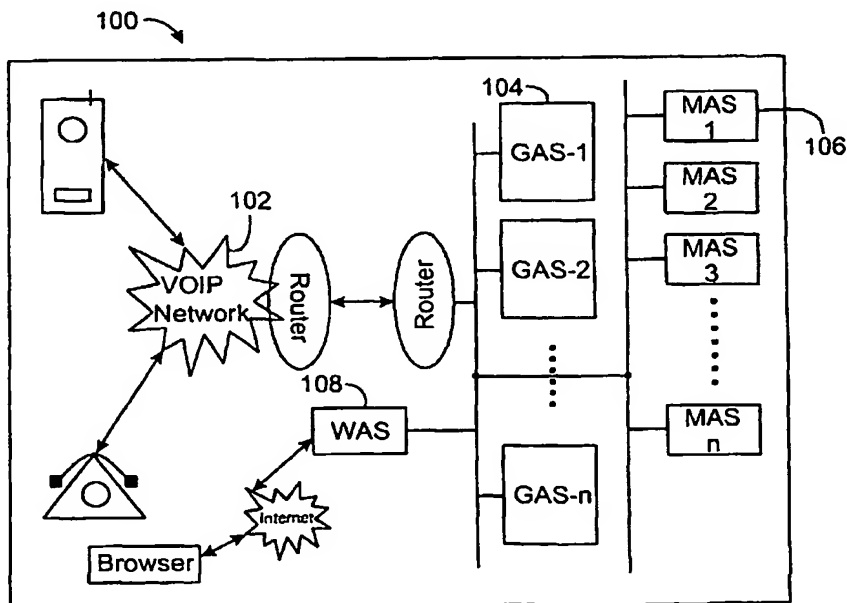 100
102
VOIP
Network
Router
Router
104
GAS-1
GAS-2
GAS-n
MAS
1
106
MAS
2
MAS
3
MAS
n
108
WAS
Internet
Browser